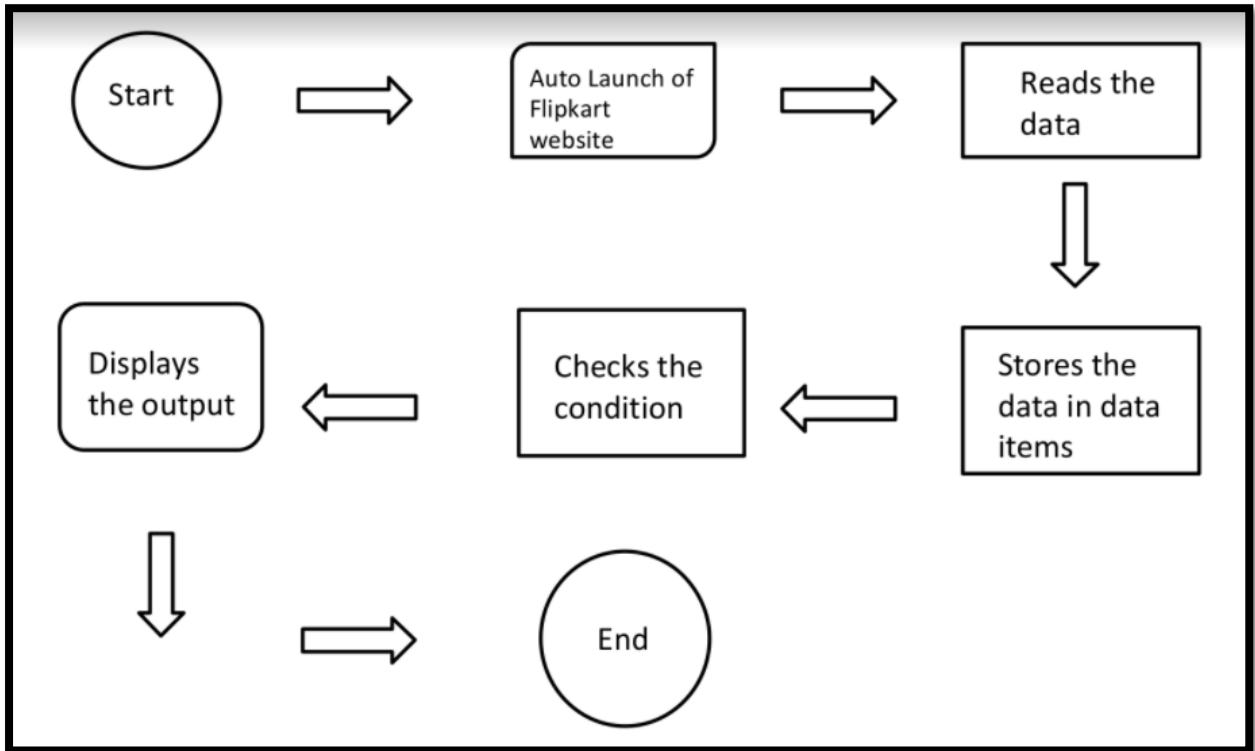 Start
Auto Launch of
Flipkart
website
Reads the
data
Stores the
data in data
items
Checks the
condition
Displays
the output
End